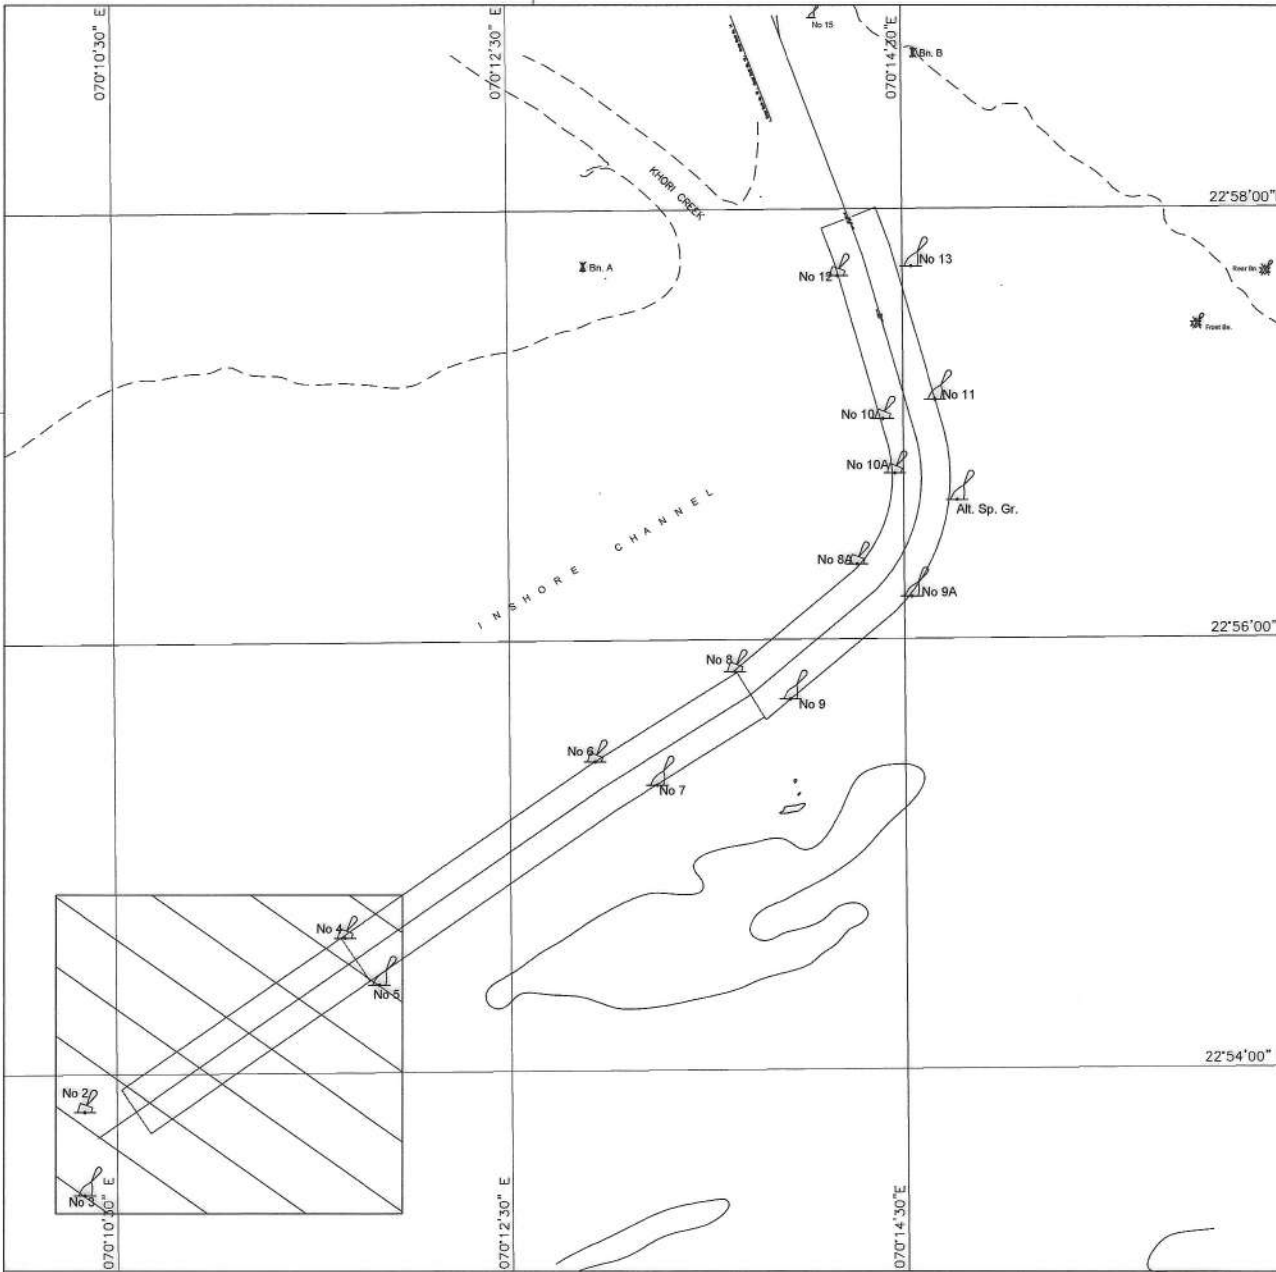 070°10'30" E
070°12'30" E
070°14'30"E
No 15
Bn. B
KHORI CREEK
22°58'00"
Bn. A
No 12
No 13
Rear Bn.
Front Bn.
No 10
No 11
No 10A
Alt. Sp. Gr.
INSHORE CHANNEL
No 8A
No 9A
22°56'00"
No 8
No 9
No 6
No 7
No 4
No 5
22°54'00"
No 2
No 3
070°10'30" E
070°12'30" E
070°14'30"E